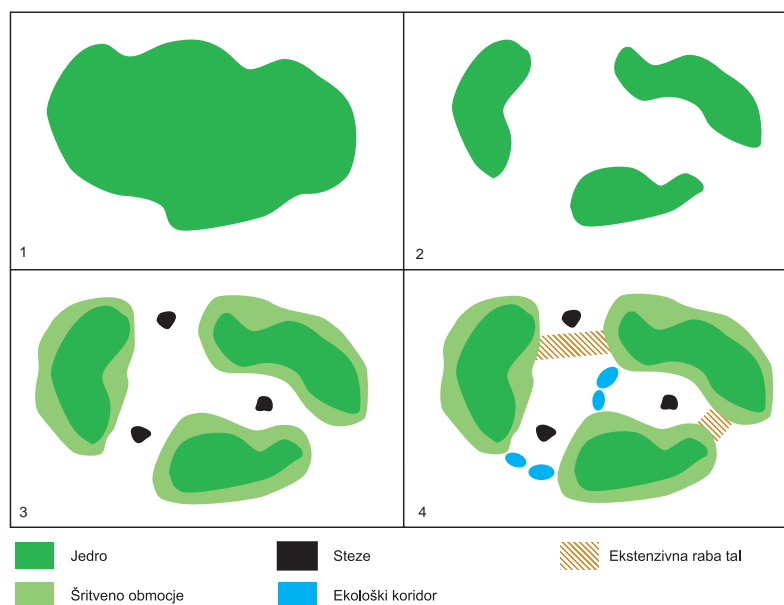 1
2
3
4
Jedro
Steze
Ekstenzivna raba tal
Šritveno obmocje
Ekološki koridor